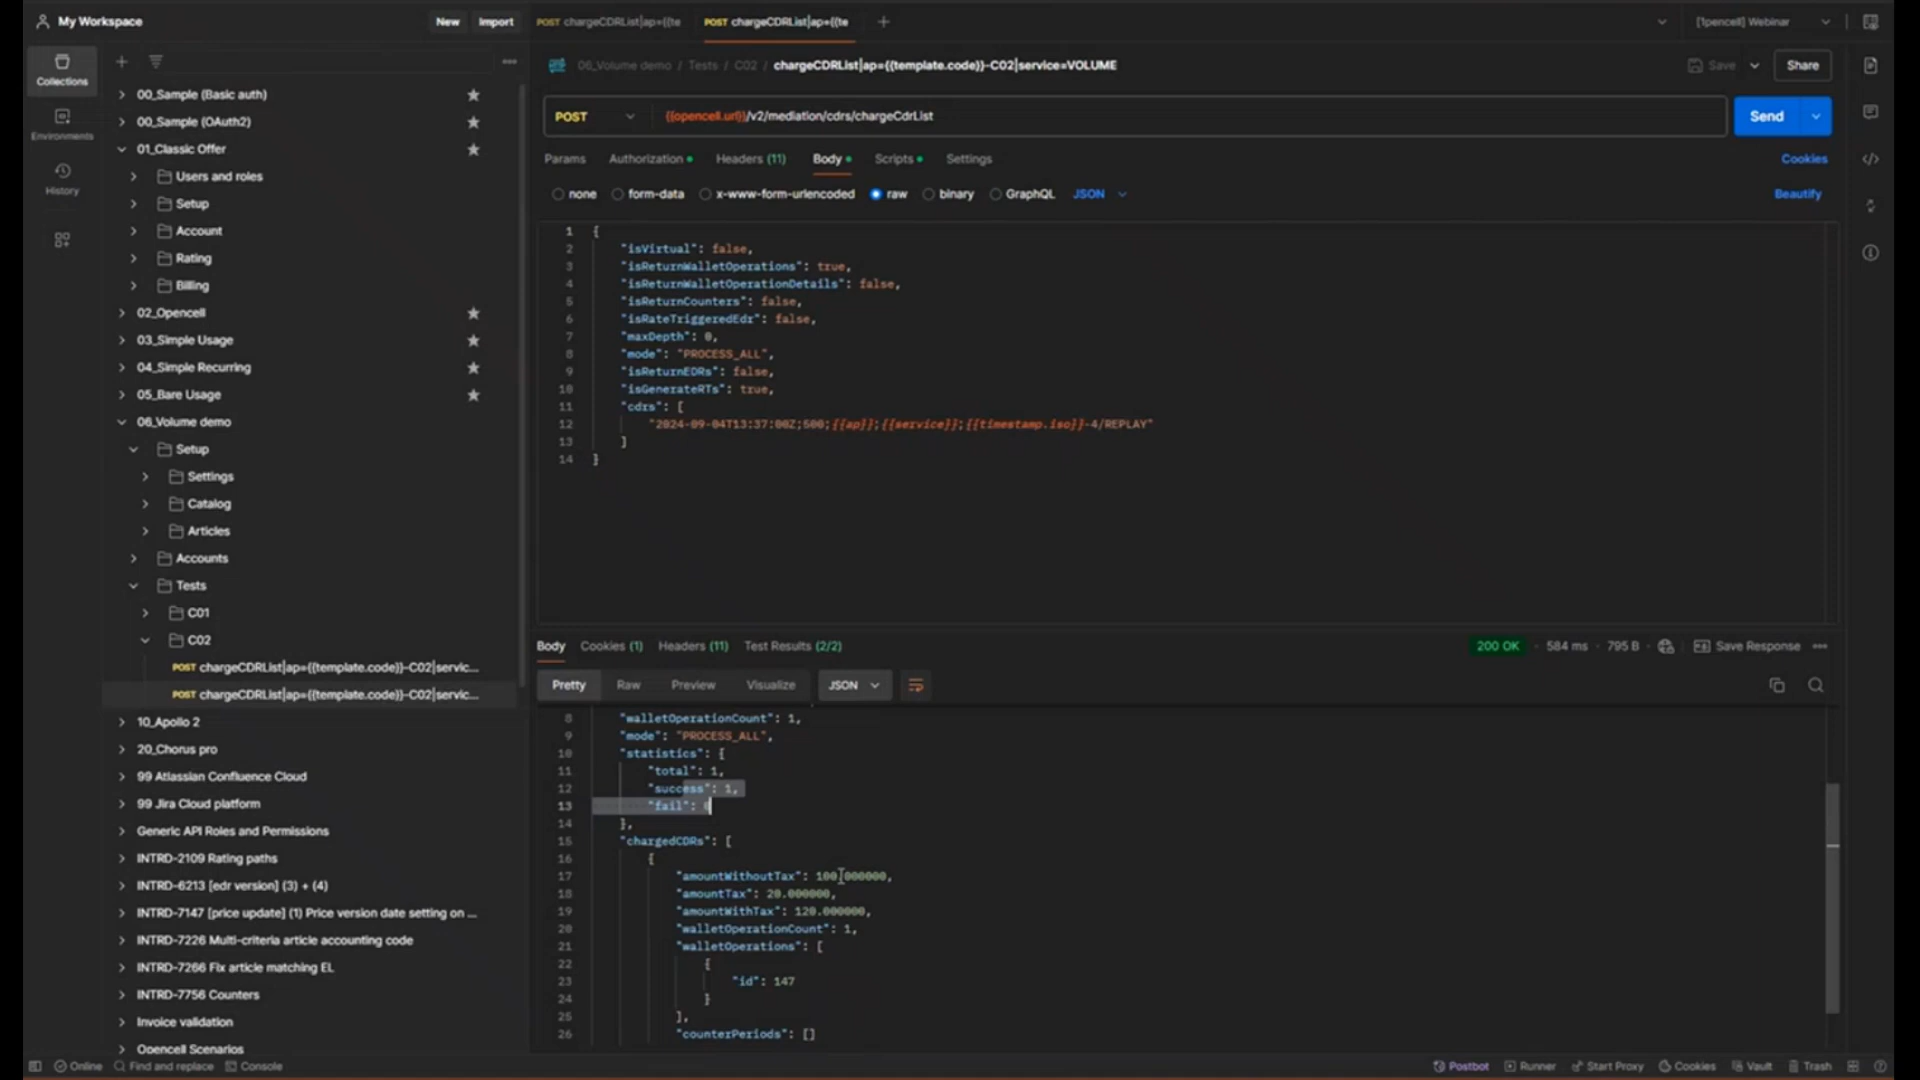 My Workspace
New
Import
POST chargeCDRList|ap={{te
POST chargeCDRList|ap={{te
[1pencell] Webinar
Collections
Environments
History
00_Sample (Basic auth)
00_Sample (OAuth2)
01_Classic Offer
Users and roles
Setup
Account
Rating
Billing
02_Opencell
03_Simple Usage
04_Simple Recurring
05_Bare Usage
06_Volume demo
Setup
Settings
Catalog
Articles
Accounts
Tests
C01
C02
POST chargeCDRList|ap={{template.code}}-C02|servic...
POST chargeCDRList|ap={{template.code}}-C02|servic...
10_Apollo 2
20_Chorus pro
99 Atlassian Confluence Cloud
99 Jira Cloud platform
Generic API Roles and Permissions
INTRD-2109 Rating paths
INTRD-6213 [edr version] (3) + (4)
INTRD-7147 [price update] (1) Price version date setting on ...
INTRD-7226 Multi-criteria article accounting code
INTRD-7266 Fix article matching EL
INTRD-7756 Counters
Invoice validation
Opencell Scenarios
06_Volume demo / Tests / C02 / chargeCDRList|ap={{template.code}}-C02|service=VOLUME
Save
Share
POST
{{opencell.url}}/v2/mediation/cdrs/chargeCdrList
Send
Params Authorization Headers (11) Body Scripts Settings
Cookies
none form-data x-www-form-urlencoded raw binary GraphQL JSON
Beautify
1 {
2 "isVirtual": false,
3 "isReturnWalletOperations": true,
4 "isReturnWalletOperationDetails": false,
5 "isReturnCounters": false,
6 "isRateTriggeredEdr": false,
7 "maxDepth": 0,
8 "mode": "PROCESS_ALL",
9 "isReturnEDRs": false,
10 "isGenerateRTs": true,
11 "cdrs": [
12 "2024-09-04T13:37:00Z;500;{{ap}};{{service}};{{timestamp.iso}}-4/REPLAY"
13 ]
14 }
Body Cookies (1) Headers (11) Test Results (2/2)
200 OK · 584 ms · 795 B
Save Response
Pretty Raw Preview Visualize JSON
8 "walletOperationCount": 1,
9 "mode": "PROCESS_ALL",
10 "statistics": {
11 "total": 1,
12 "success": 1,
13 "fail": 0
14 },
15 "chargedCDRs": [
16 {
17 "amountWithoutTax": 100.000000,
18 "amountTax": 20.000000,
19 "amountWithTax": 120.000000,
20 "walletOperationCount": 1,
21 "walletOperations": [
22 {
23 "id": 147
24 }
25 ],
26 "counterPeriods": []
Online
Find and replace
Console
Postbot
Runner
Start Proxy
Cookies
Vault
Trash